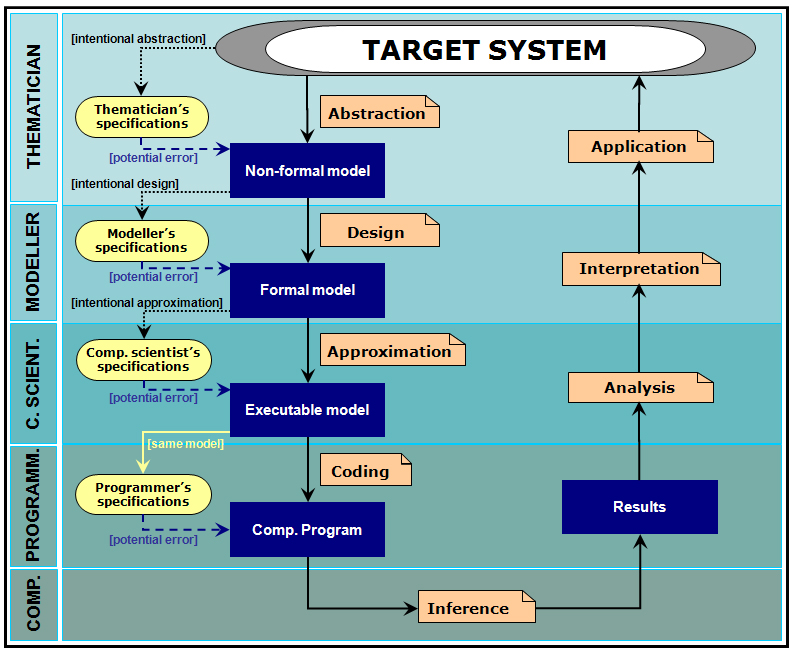 THEMATICIAN
TARGET SYSTEM
[intentional abstraction]
Thematician's
specifications
Abstraction
[potential error]
Non-formal model
Application
[intentional design]
MODELLER
Modeller's
specifications
Design
[potential error]
Formal model
Interpretation
[intentional approximation]
C. SCIENT.
Comp. scientist's
specifications
Approximation
[potential error]
Executable model
Analysis
[same model]
PROGRAMM.
Programmer's
specifications
Coding
[potential error]
Comp. Program
Results
COMP.
Inference